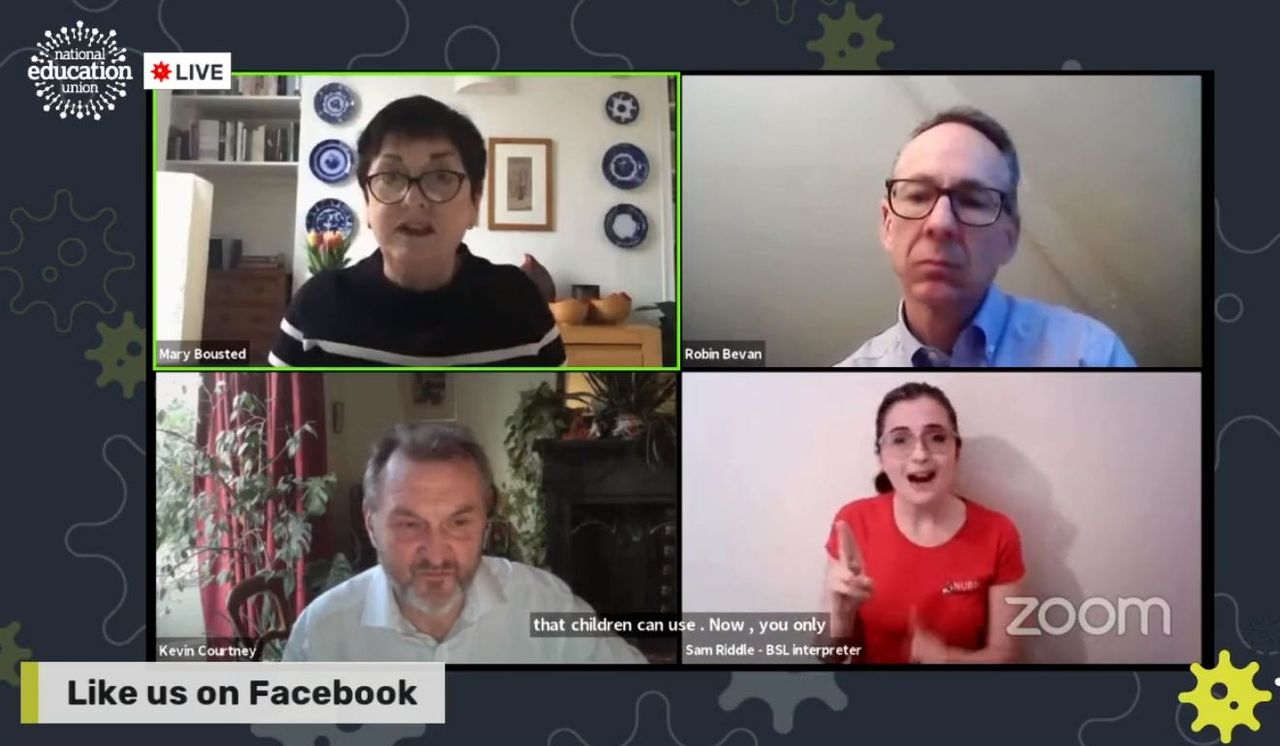 national
education
union
LIVE
Mary Bousted
Robin Bevan
that children can use . Now , you only
Kevin Courtney
Sam Riddle - BSL interpreter
zoom
Like us on Facebook